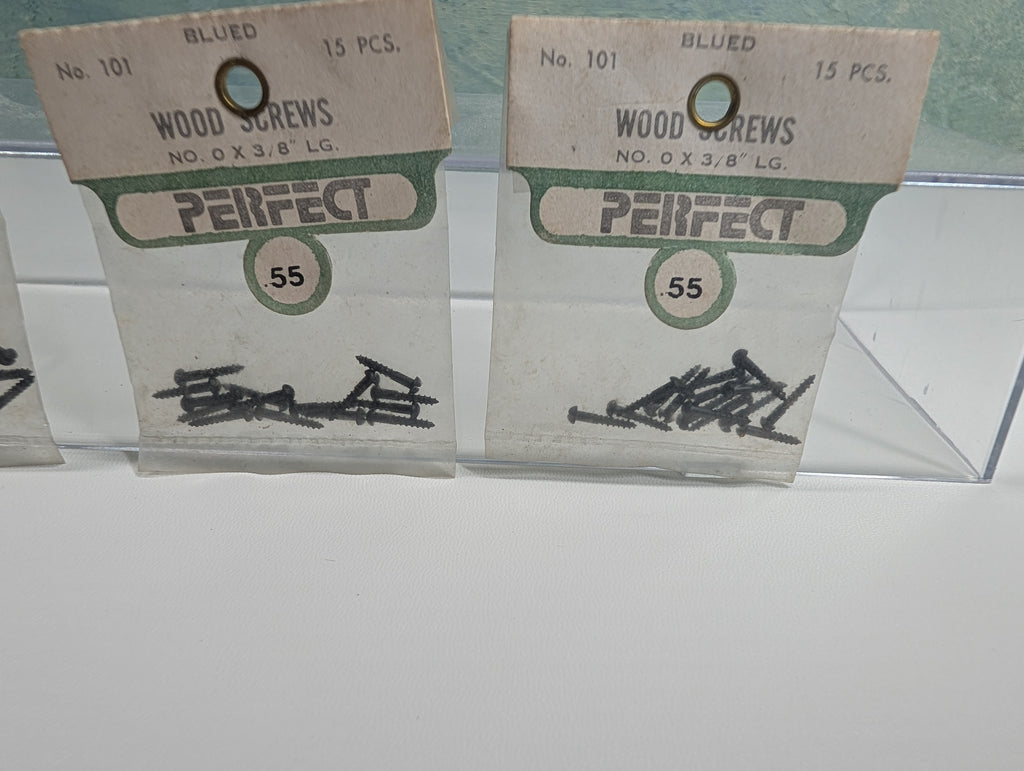 BLUED
No. 101 15 PCS.
WOOD SCREWS
NO. 0 X 3/8" LG.
PERFECT
.55
BLUED
No. 101 15 PCS.
WOOD SCREWS
NO. 0 X 3/8" LG.
PERFECT
.55